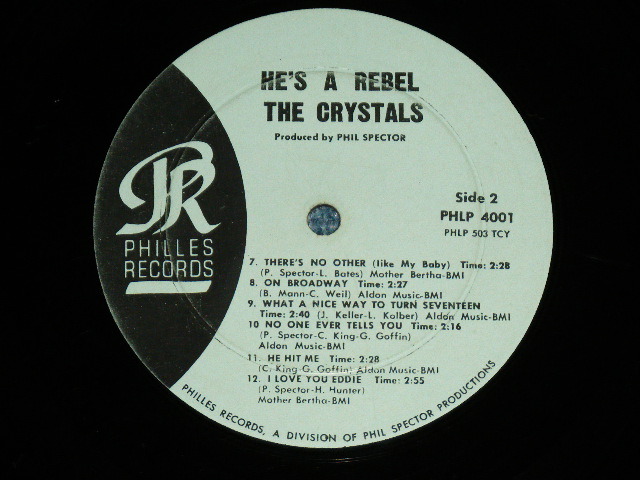 HE'S A REBEL
THE CRYSTALS
Produced by PHIL SPECTOR
PR
PHILLES
RECORDS
Side 2
PHLP 4001
PHLP 503 TCY
7. THERE'S NO OTHER (like My Baby) Time: 2:28
(P. Spector-L. Bates) Mother Bertha-BMI
8. ON BROADWAY Time: 2:27
(B. Mann-C. Weil) Aldon Music-BMI
9. WHAT A NICE WAY TO TURN SEVENTEEN
Time: 2:40 (J. Keller-L. Kolber) Aldon Music-BMI
10. NO ONE EVER TELLS YOU Time: 2:16
(P. Spector-C. King-G. Goffin)
Aldon Music-BMI
11. HE HIT ME Time: 2:28
(C. King-G. Goffin) Aldon Music-BMI
12. I LOVE YOU EDDIE Time: 2:55
(P. Spector-H. Hunter)
Mother Bertha-BMI
PHILLES RECORDS, A DIVISION OF PHIL SPECTOR PRODUCTIONS